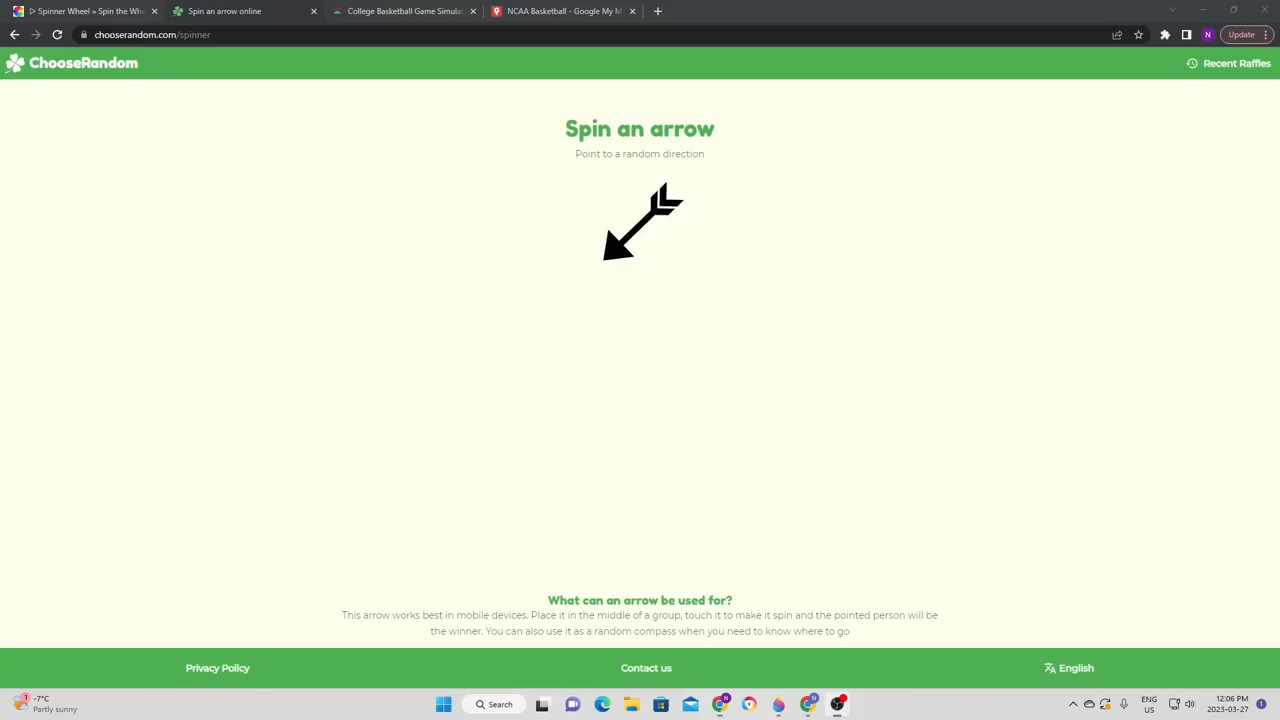 Spinner Wheel » Spin the Whe
Spin an arrow online
College Basketball Game Simulat
NCAA Basketball - Google My M
chooserandom.com/spinner
N
Update
ChooseRandom
Recent Raffles
Spin an arrow
Point to a random direction
What can an arrow be used for?
This arrow works best in mobile devices. Place it in the middle of a group, touch it to make it spin and the pointed person will be
the winner. You can also use it as a random compass when you need to know where to go
Privacy Policy
Contact us
English
1
-7°C
Partly sunny
Search
N
N
ENG
US
12:06 PM
2023-03-27
1